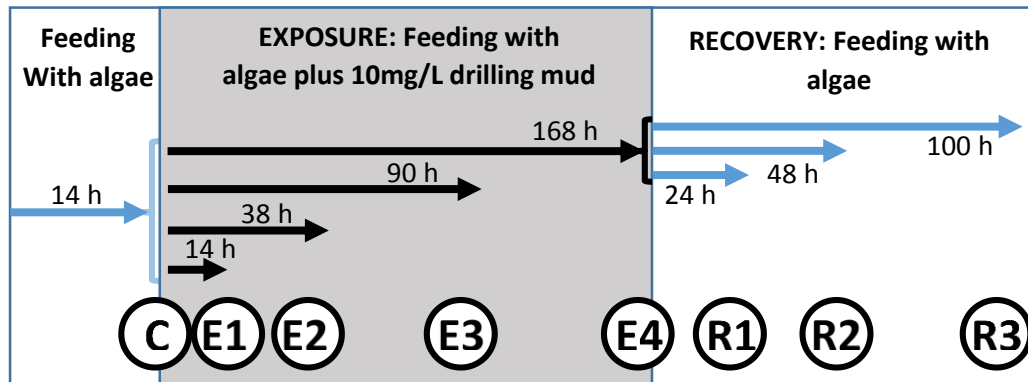 Feeding
With algae
EXPOSURE: Feeding with
algae plus 10mg/L drilling mud
RECOVERY: Feeding with
algae
14 h
168 h
90 h
38 h
14 h
100 h
48 h
24 h
C
E1
E2
E3
E4
R1
R2
R3